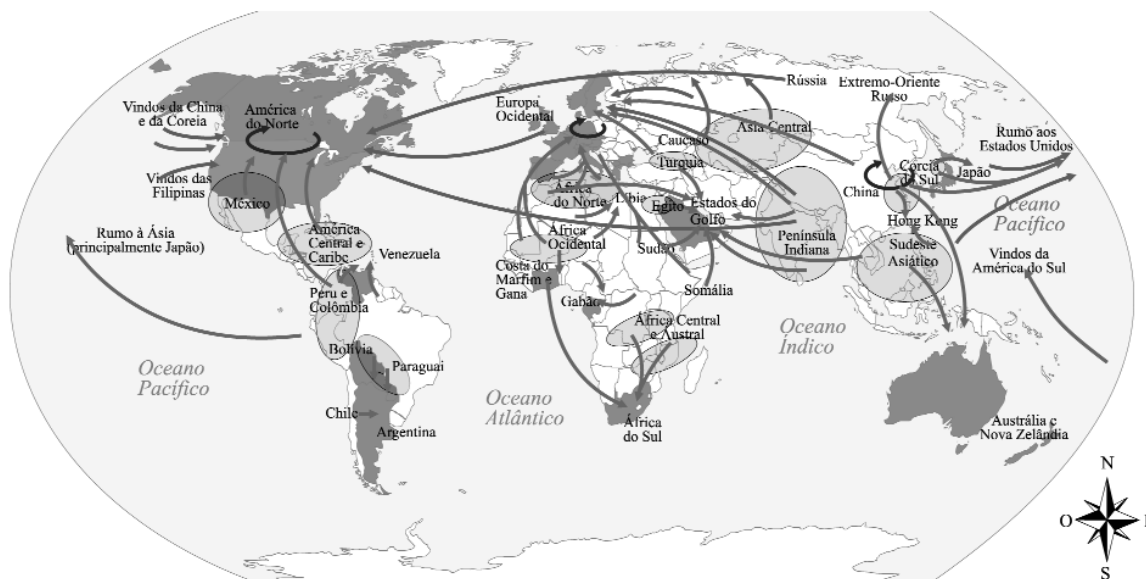 Rússia
Extremo-Oriente
Russo
Vindos da China
e da Coreia
América
do Norte
Europa
Ocidental
Ásia Central
Rumo aos
Estados Unidos
Cáucaso
Turquia
Coreia
do Sul
Japão
China
Vindos das
Filipinas
México
África
do Norte
Líbia
Egito
Estados do
Golfo
Hong Kong
Oceano
Pacífico
Rumo à Ásia
(principalmente Japão)
América
Central e
Caribe
Venezuela
África
Ocidental
Sudão
Península
Indiana
Sudeste
Asiático
Vindos da
América do Sul
Costa do
Marfim e
Gana
Peru e
Colômbia
Gabão
Somália
África Central
e Austral
Oceano
Índico
Bolívia
Paraguai
Oceano
Pacífico
Oceano
Atlântico
Chile
Argentina
África
do Sul
Austrália e
Nova Zelândia
N
O
S